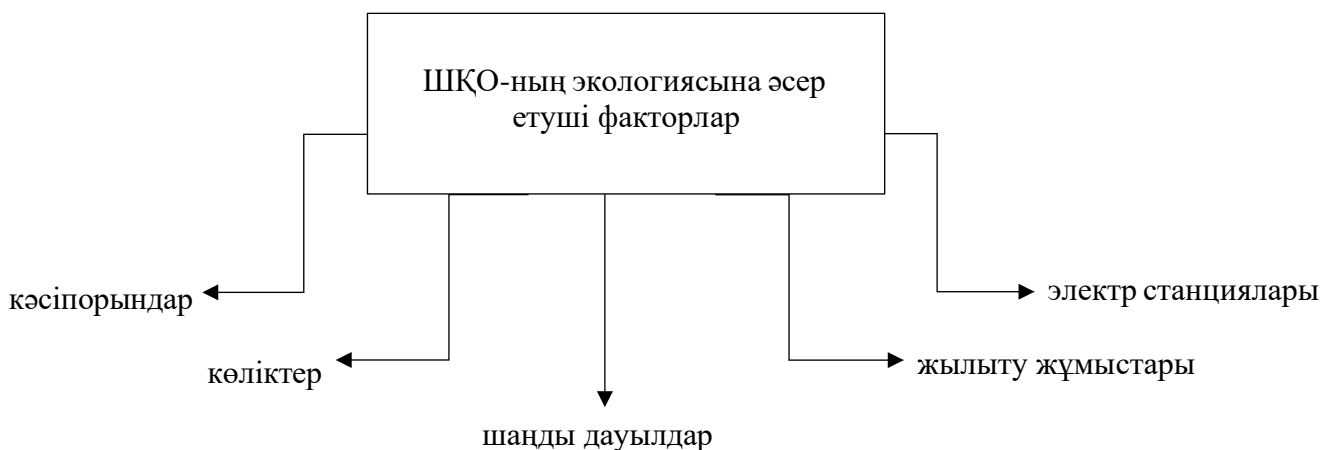 ШҚО-ның экологиясына әсер
етуші факторлар
кәсіпорындар
электр станциялары
көліктер
жылыту жұмыстары
шаңды дауылдар